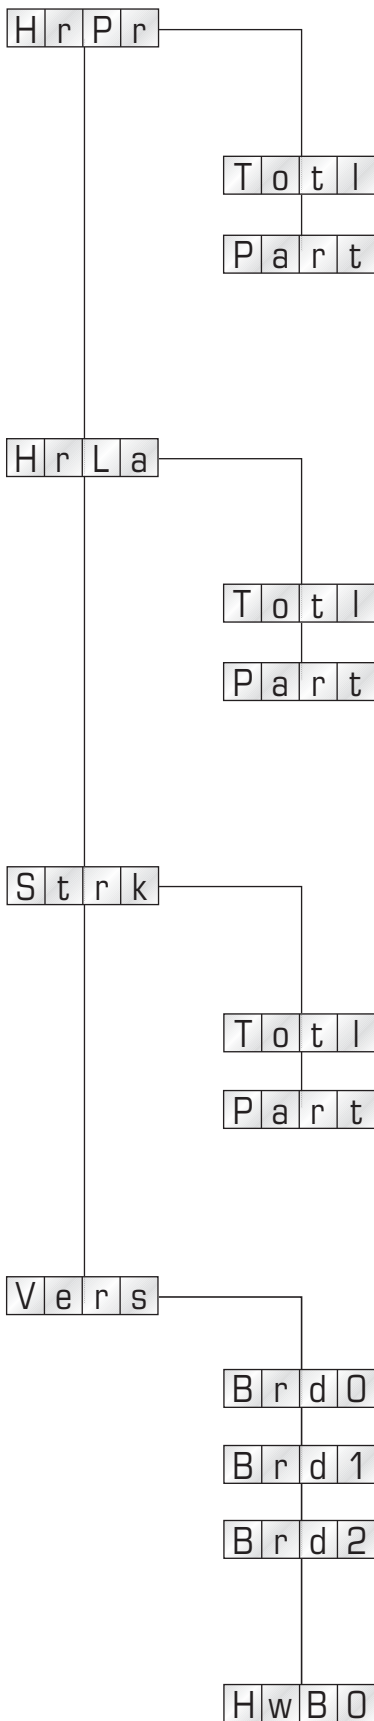 HrPr
Totl
Part
HrLa
Totl
Part
Strk
Totl
Part
Vers
Brd0
Brd1
Brd2
HwB0